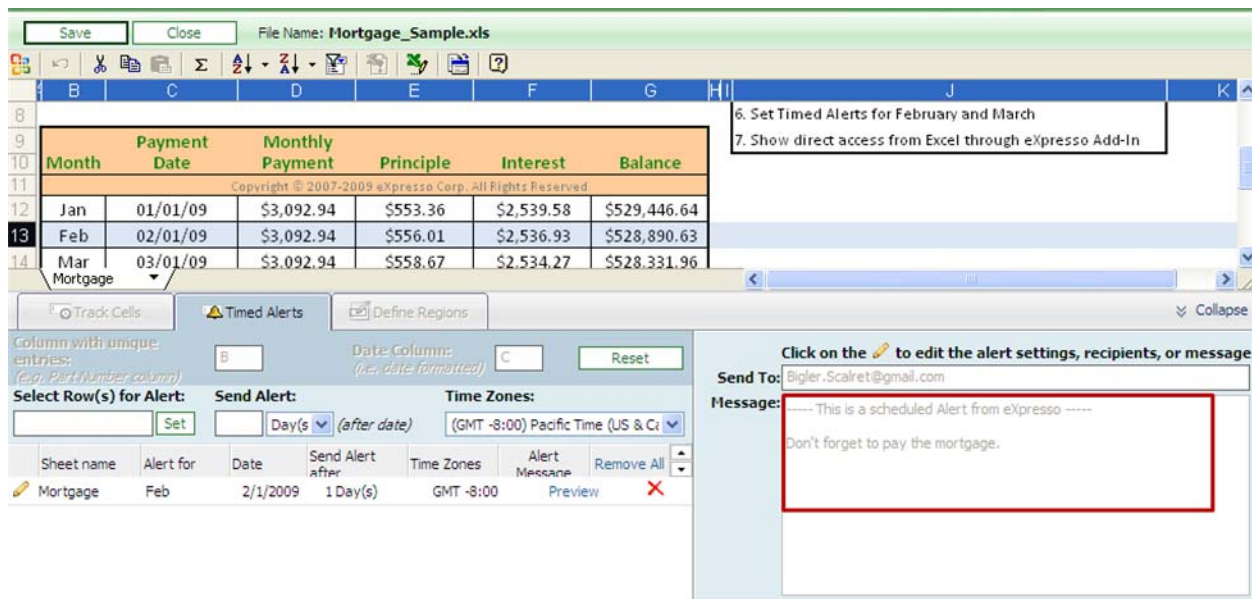 Save Close File Name: Mortgage_Sample.xls
Σ A Z Z A
B C D E F G H I J K
8 6. Set Timed Alerts for February and March
9 Payment Monthly 7. Show direct access from Excel through eXpresso Add-In
10 Month Date Payment Principle Interest Balance
11 Copyright © 2007-2009 eXpresso Corp. All Rights Reserved
12 Jan 01/01/09 $3,092.94 $553.36 $2,539.58 $529,446.64
13 Feb 02/01/09 $3,092.94 $556.01 $2,536.93 $528,890.63
14 Mar 03/01/09 $3,092.94 $558.67 $2,534.27 $528,331.96
Mortgage
Track Cells Timed Alerts Define Regions Collapse
Column with unique entries: B Date Column: C Reset
(e.g. Part Number column) (i.e. date formatted)
Click on the to edit the alert settings, recipients, or message
Send To: Bigler.Scalret@gmail.com
Select Row(s) for Alert: Send Alert: Time Zones:
Set Day(s (after date) (GMT -8:00) Pacific Time (US & Ca
Message: ----- This is a scheduled Alert from eXpresso -----
Don't forget to pay the mortgage.
Sheet name Alert for Date Send Alert after Time Zones Alert Message Remove All
Mortgage Feb 2/1/2009 1 Day(s) GMT -8:00 Preview